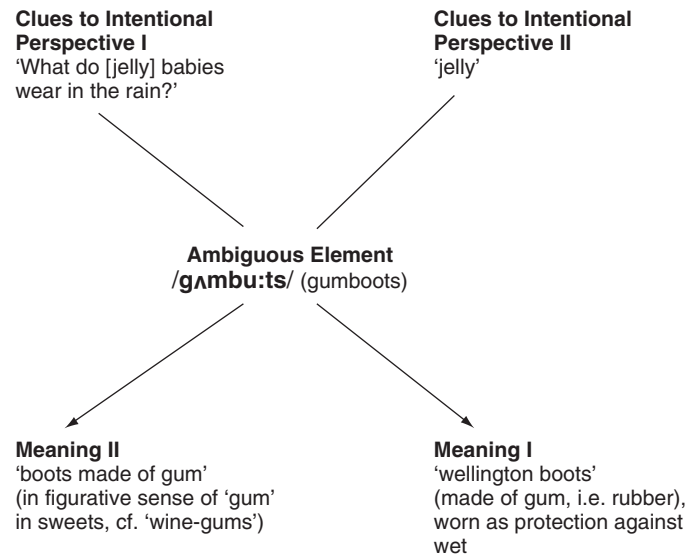 Clues to Intentional
Perspective I
‘What do [jelly] babies
wear in the rain?’
Clues to Intentional
Perspective II
‘jelly’
Ambiguous Element
/gʌmbu:ts/ (gumboots)
Meaning II
‘boots made of gum’
(in figurative sense of ‘gum’
in sweets, cf. ‘wine-gums’)
Meaning I
‘wellington boots’
(made of gum, i.e. rubber),
worn as protection against
wet